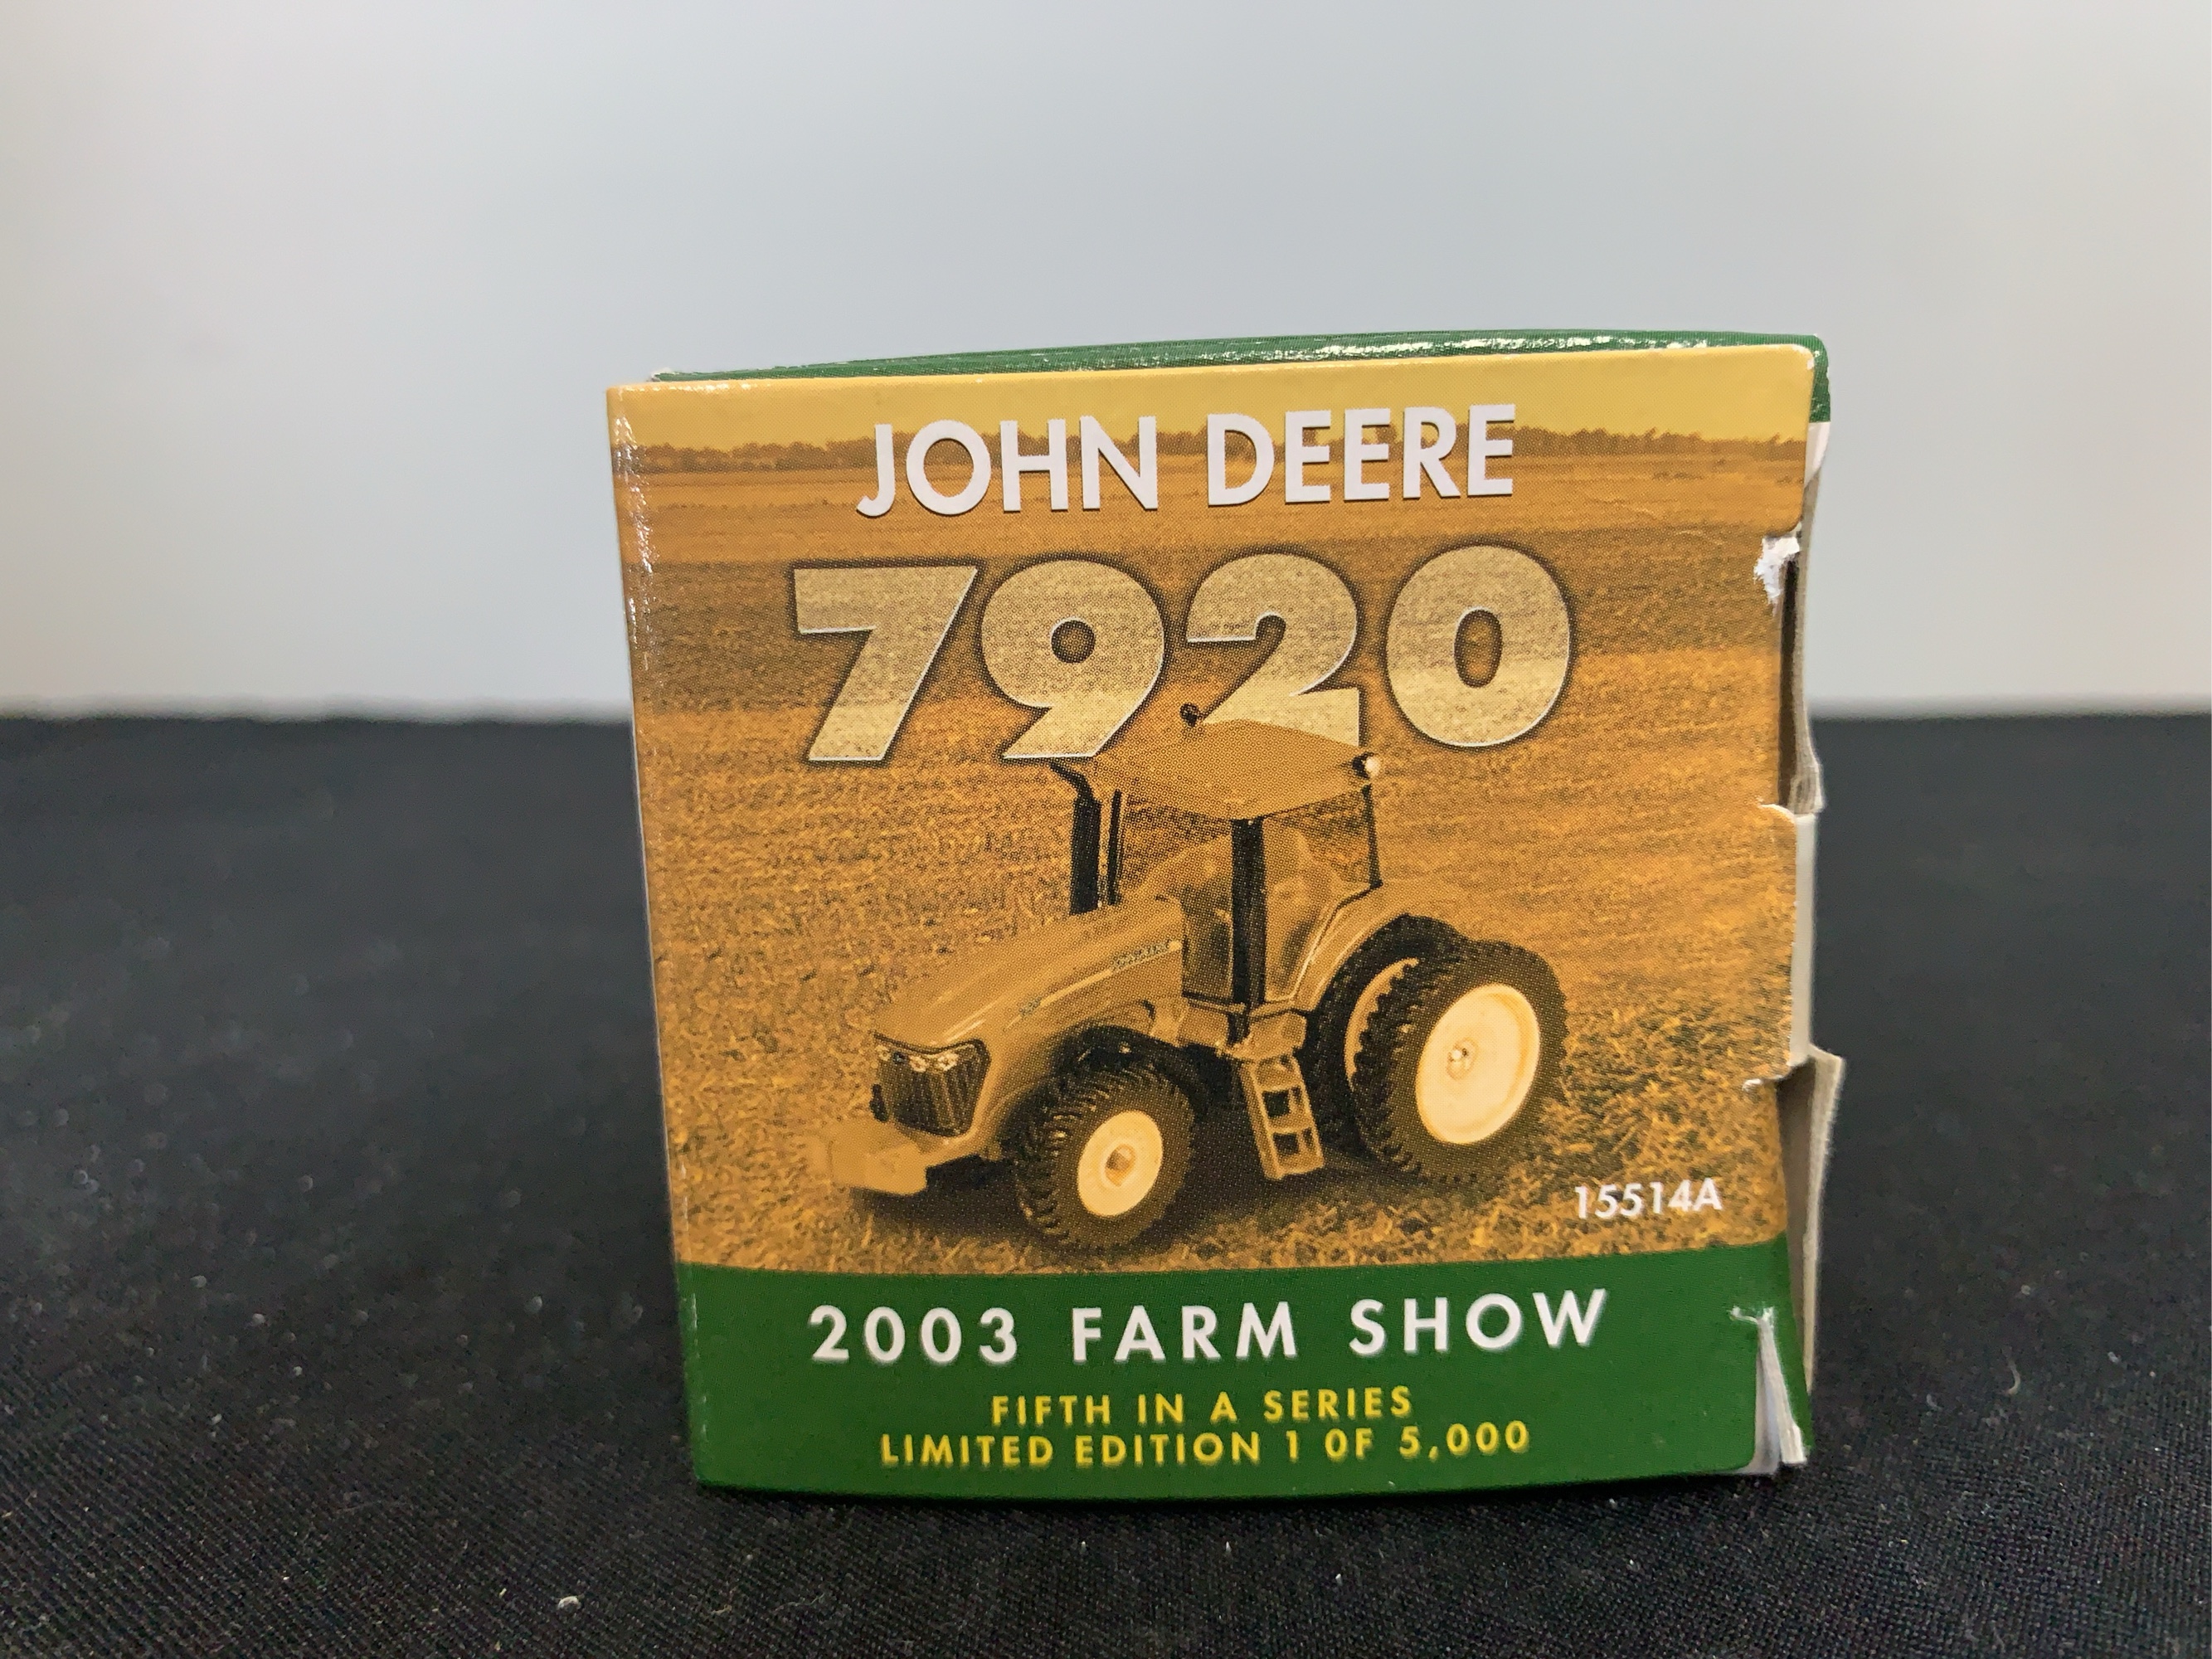 JOHN DEERE
7920
15514A
2003 FARM SHOW
FIFTH IN A SERIES
LIMITED EDITION 1 OF 5,000